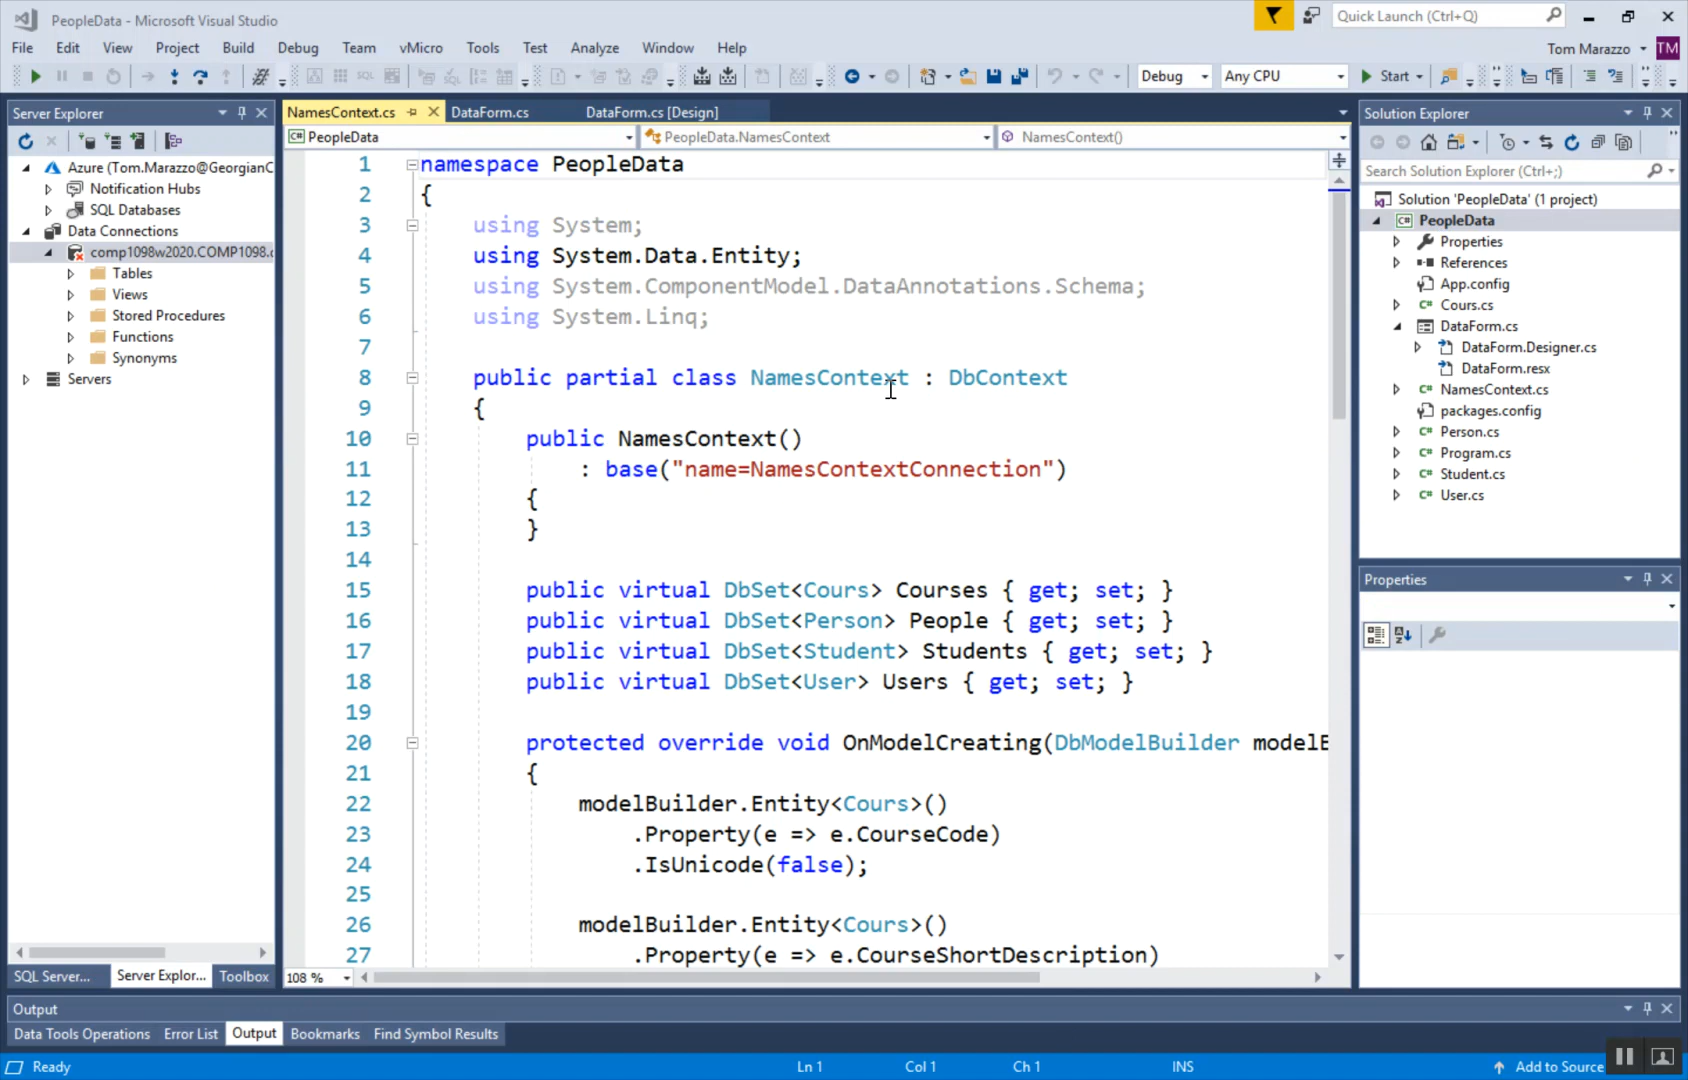 PeopleData - Microsoft Visual Studio
Quick Launch (Ctrl+Q)
File Edit View Project Build Debug Team vMicro Tools Test Analyze Window Help
Tom Marazzo TM
Debug Any CPU Start
Server Explorer
Azure (Tom.Marazzo@GeorgianC
Notification Hubs
SQL Databases
Data Connections
comp1098w2020.COMP1098.
Tables
Views
Stored Procedures
Functions
Synonyms
Servers
SQL Server... Server Explor... Toolbox
NamesContext.cs DataForm.cs DataForm.cs [Design]
PeopleData PeopleData.NamesContext NamesContext()
1 namespace PeopleData
2 {
3 using System;
4 using System.Data.Entity;
5 using System.ComponentModel.DataAnnotations.Schema;
6 using System.Linq;
7
8 public partial class NamesContext : DbContext
9 {
10 public NamesContext()
11 : base("name=NamesContextConnection")
12 {
13 }
14
15 public virtual DbSet<Cours> Courses { get; set; }
16 public virtual DbSet<Person> People { get; set; }
17 public virtual DbSet<Student> Students { get; set; }
18 public virtual DbSet<User> Users { get; set; }
19
20 protected override void OnModelCreating(DbModelBuilder modelB
21 {
22 modelBuilder.Entity<Cours>()
23 .Property(e => e.CourseCode)
24 .IsUnicode(false);
25
26 modelBuilder.Entity<Cours>()
27 .Property(e => e.CourseShortDescription)
108 %
Solution Explorer
Search Solution Explorer (Ctrl+;)
Solution 'PeopleData' (1 project)
PeopleData
Properties
References
App.config
Cours.cs
DataForm.cs
DataForm.Designer.cs
DataForm.resx
NamesContext.cs
packages.config
Person.cs
Program.cs
Student.cs
User.cs
Properties
Output
Data Tools Operations Error List Output Bookmarks Find Symbol Results
Ready Ln 1 Col 1 Ch 1 INS Add to Source